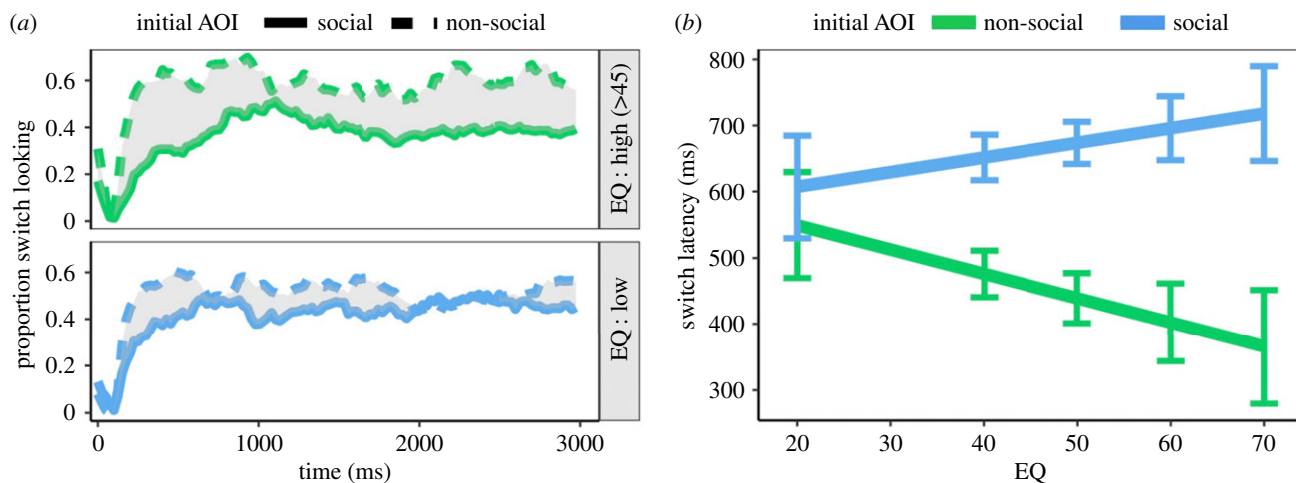 (a) initial AOI social non-social
proportion switch looking
0.6
0.4
0.2
0
EQ : high (>45)
0.6
0.4
0.2
0
EQ : low
0 1000 2000 3000
time (ms)
(b) initial AOI non-social social
switch latency (ms)
800
700
600
500
400
300
20 30 40 50 60 70
EQ